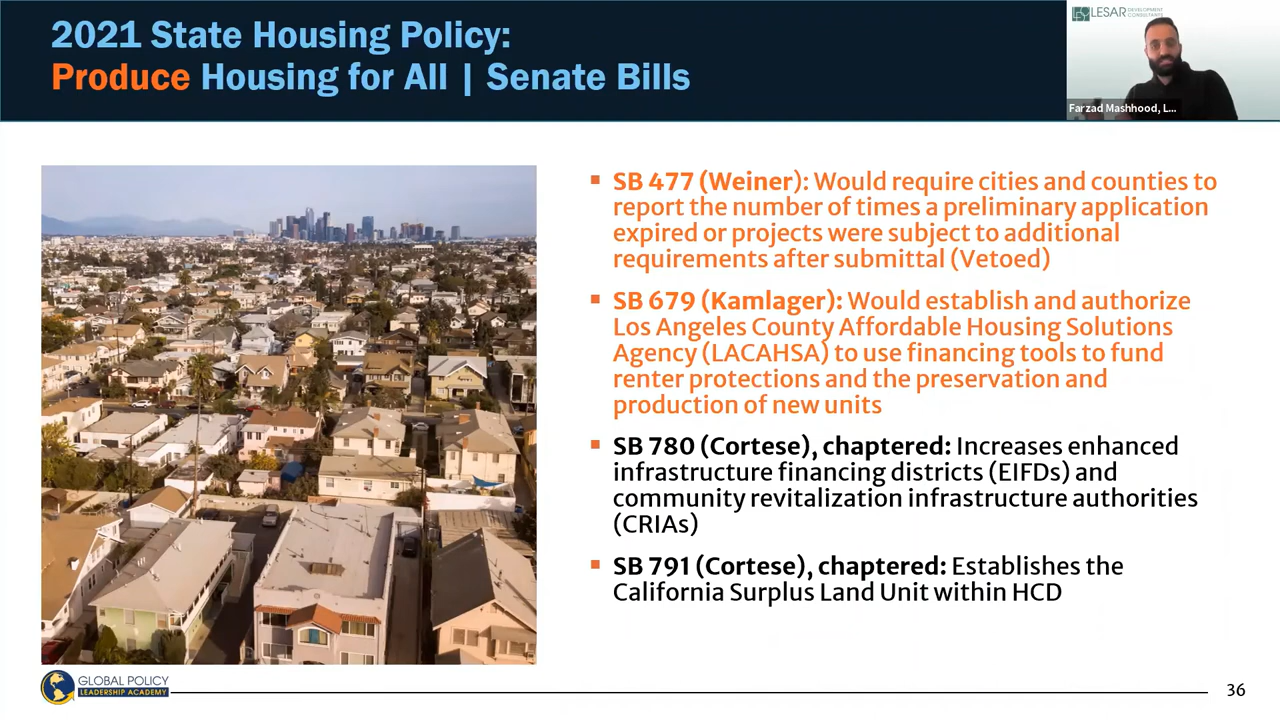 2021 State Housing Policy:
Produce Housing for All | Senate Bills
LESAR DEVELOPMENT CONSULTANTS
Farzad Mashhood, L...
▪ SB 477 (Weiner): Would require cities and counties to
report the number of times a preliminary application
expired or projects were subject to additional
requirements after submittal (Vetoed)
▪ SB 679 (Kamlager): Would establish and authorize
Los Angeles County Affordable Housing Solutions
Agency (LACAHSA) to use financing tools to fund
renter protections and the preservation and
production of new units
▪ SB 780 (Cortese), chaptered: Increases enhanced
infrastructure financing districts (EIFDs) and
community revitalization infrastructure authorities
(CRIAs)
▪ SB 791 (Cortese), chaptered: Establishes the
California Surplus Land Unit within HCD
GLOBAL POLICY
LEADERSHIP ACADEMY
36